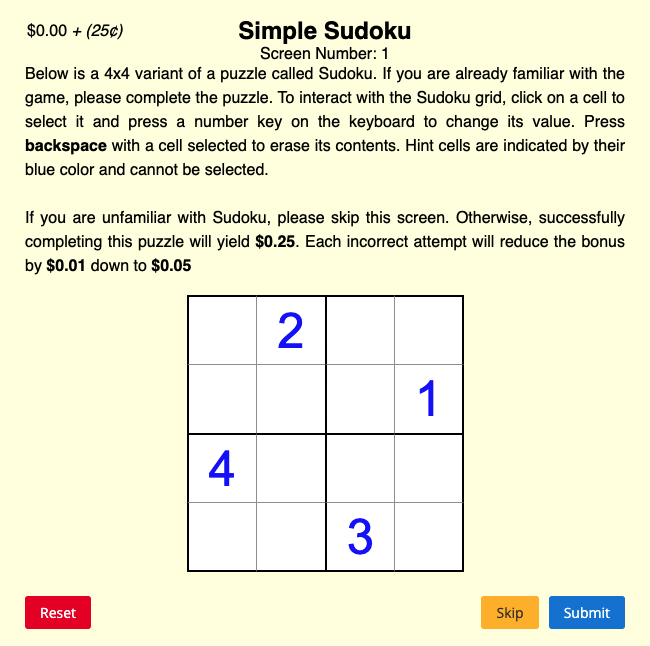 $0.00 + (25¢)
Simple Sudoku
Screen Number: 1
Below is a 4x4 variant of a puzzle called Sudoku. If you are already familiar with the
game, please complete the puzzle. To interact with the Sudoku grid, click on a cell to
select it and press a number key on the keyboard to change its value. Press
backspace with a cell selected to erase its contents. Hint cells are indicated by their
blue color and cannot be selected.
If you are unfamiliar with Sudoku, please skip this screen. Otherwise, successfully
completing this puzzle will yield $0.25. Each incorrect attempt will reduce the bonus
by $0.01 down to $0.05
2
1
4
3
Reset Skip Submit